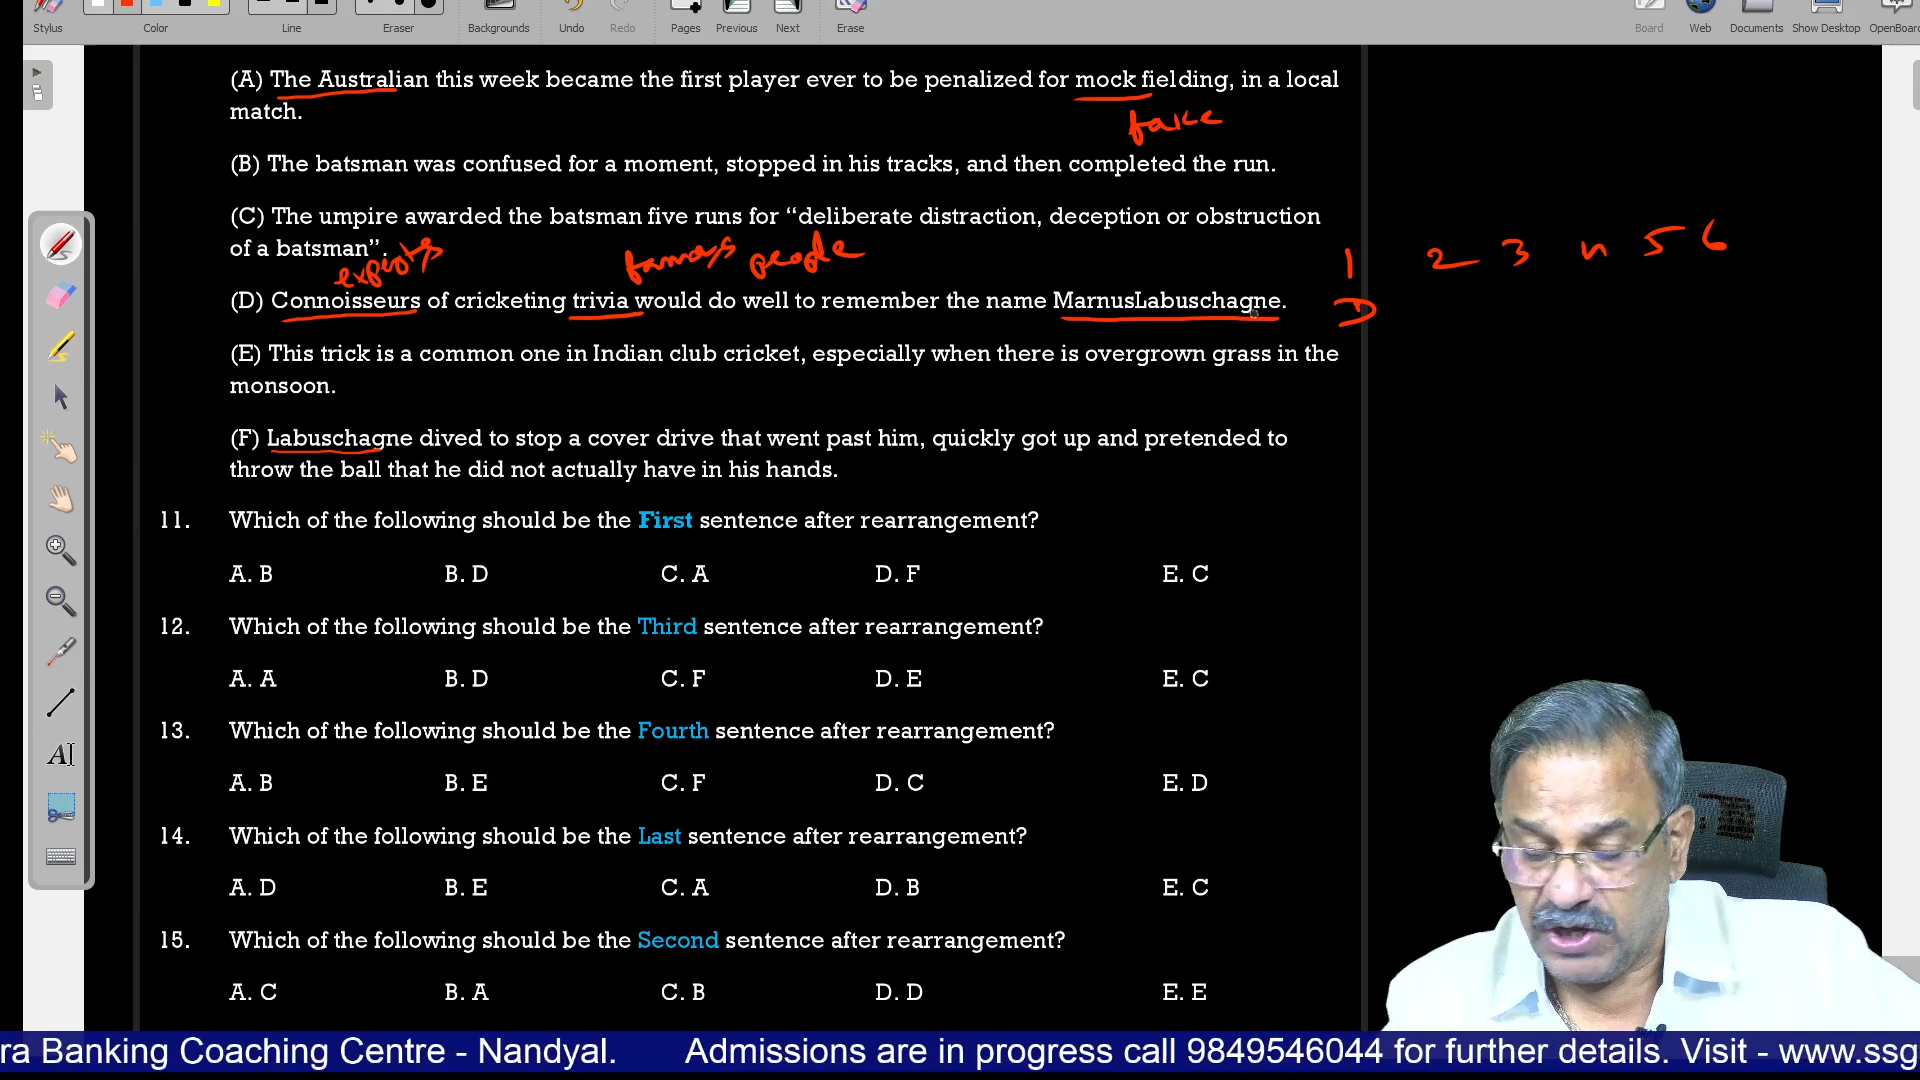 Stylus Color Line Eraser Backgrounds Undo Redo Pages Previous Next Erase Board Web Documents Show Desktop OpenBoard
(A) The Australian this week became the first player ever to be penalized for mock fielding, in a local
match.
fake
(B) The batsman was confused for a moment, stopped in his tracks, and then completed the run.
(C) The umpire awarded the batsman five runs for “deliberate distraction, deception or obstruction
of a batsman”.
experts famous people
1 2 3 4 5 6
(D) Connoisseurs of cricketing trivia would do well to remember the name MarnusLabuschagne.
D
(E) This trick is a common one in Indian club cricket, especially when there is overgrown grass in the
monsoon.
(F) Labuschagne dived to stop a cover drive that went past him, quickly got up and pretended to
throw the ball that he did not actually have in his hands.
11. Which of the following should be the First sentence after rearrangement?
A. B B. D C. A D. F E. C
12. Which of the following should be the Third sentence after rearrangement?
A. A B. D C. F D. E E. C
13. Which of the following should be the Fourth sentence after rearrangement?
A. B B. E C. F D. C E. D
14. Which of the following should be the Last sentence after rearrangement?
A. D B. E C. A D. B E. C
15. Which of the following should be the Second sentence after rearrangement?
A. C B. A C. B D. D E. E
ra Banking Coaching Centre - Nandyal. Admissions are in progress call 9849546044 for further details. Visit - www.ssg